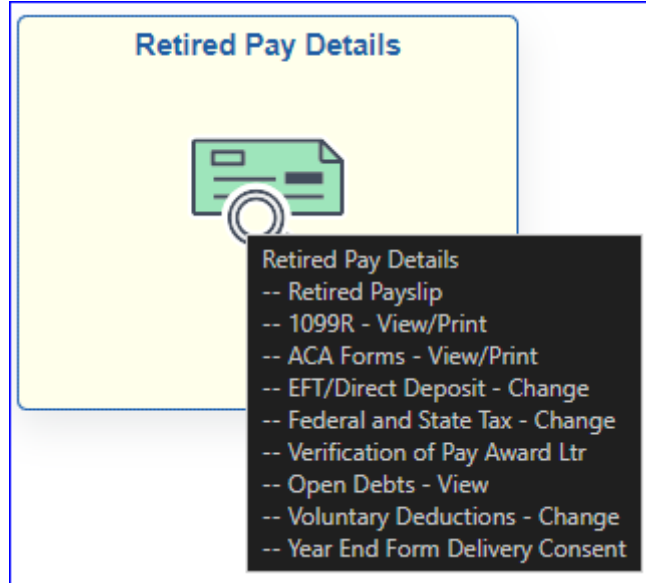 Retired Pay Details
Retired Pay Details
-- Retired Payslip
-- 1099R - View/Print
-- ACA Forms - View/Print
-- EFT/Direct Deposit - Change
-- Federal and State Tax - Change
-- Verification of Pay Award Ltr
-- Open Debts - View
-- Voluntary Deductions - Change
-- Year End Form Delivery Consent